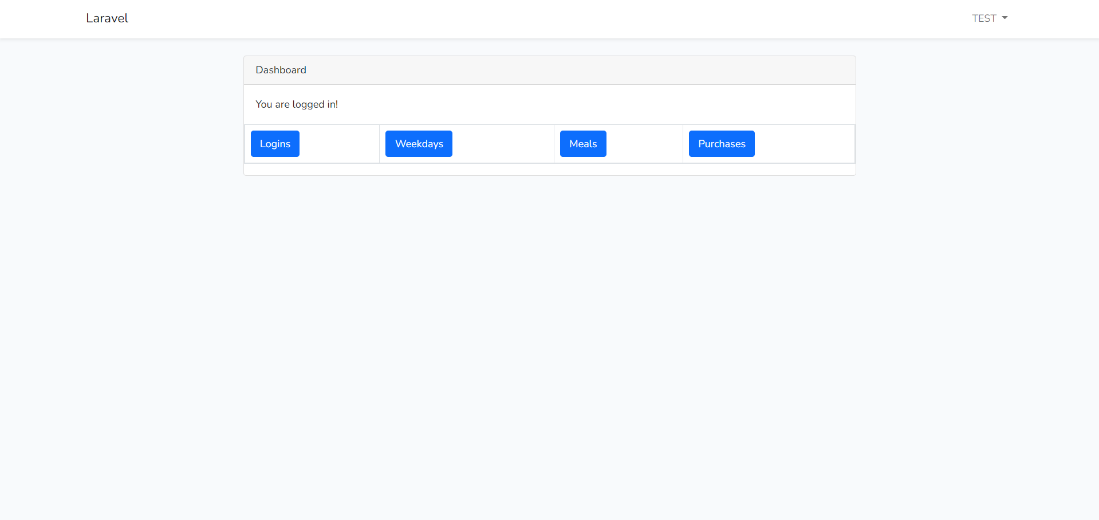 Laravel TEST
Dashboard
You are logged in!
Logins Weekdays Meals Purchases